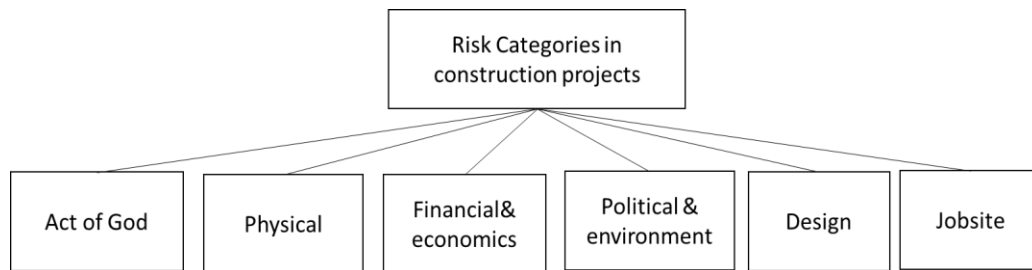 Risk Categories in
construction projects
Act of God
Physical
Financial&
economics
Political &
environment
Design
Jobsite